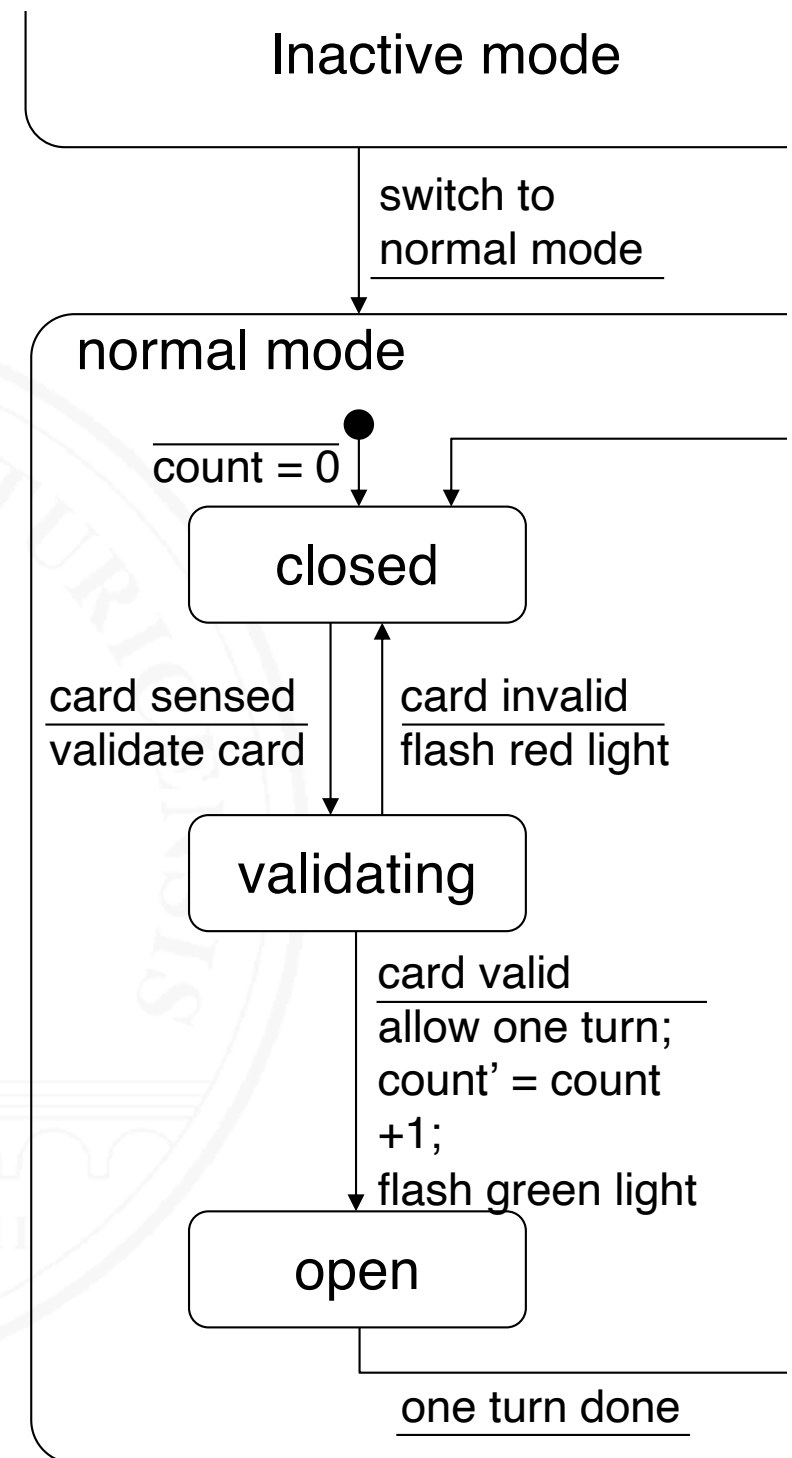 Inactive mode
switch to
normal mode
normal mode
count = 0
closed
card sensed
validate card
card invalid
flash red light
validating
card valid
allow one turn;
count’ = count
+1;
flash green light
open
one turn done